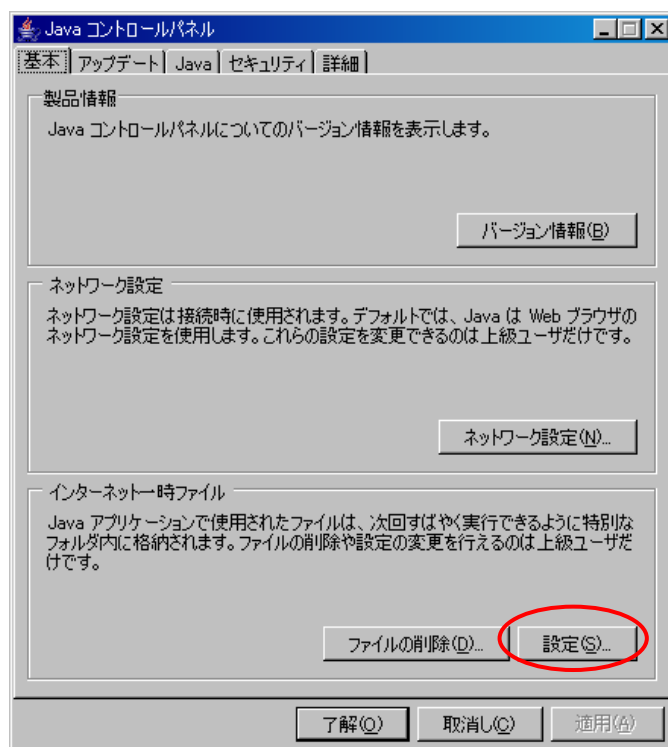 Java コントロールパネル
基本 アップデート Java セキュリティ 詳細
製品情報
Java コントロールパネルについてのバージョン情報を表示します。
バージョン情報(B)
ネットワーク設定
ネットワーク設定は接続時に使用されます。デフォルトでは、Java は Web ブラウザの
ネットワーク設定を使用します。これらの設定を変更できるのは上級ユーザだけです。
ネットワーク設定(N)...
インターネット一時ファイル
Java アプリケーションで使用されたファイルは、次回すばやく実行できるように特別な
フォルダ内に格納されます。ファイルの削除や設定の変更を行えるのは上級ユーザだ
けです。
ファイルの削除(D)... 設定(S)...
了解(O) 取消し(C) 適用(A)